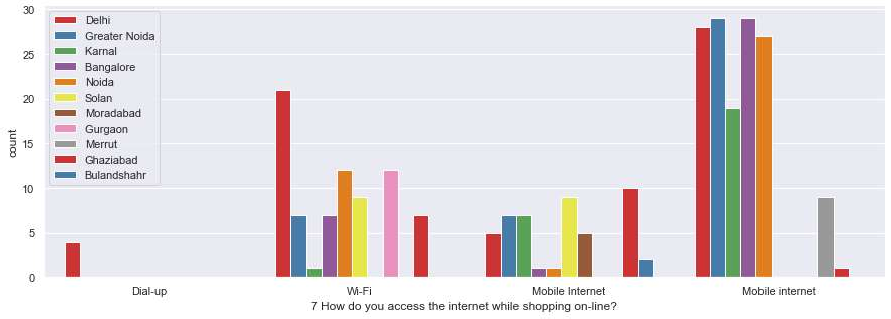 30
25
20
15
10
5
0
count
Delhi
Greater Noida
Karnal
Bangalore
Noida
Solan
Moradabad
Gurgaon
Merrut
Ghaziabad
Bulandshahr
Dial-up
Wi-Fi
Mobile Internet
Mobile internet
7 How do you access the internet while shopping on-line?